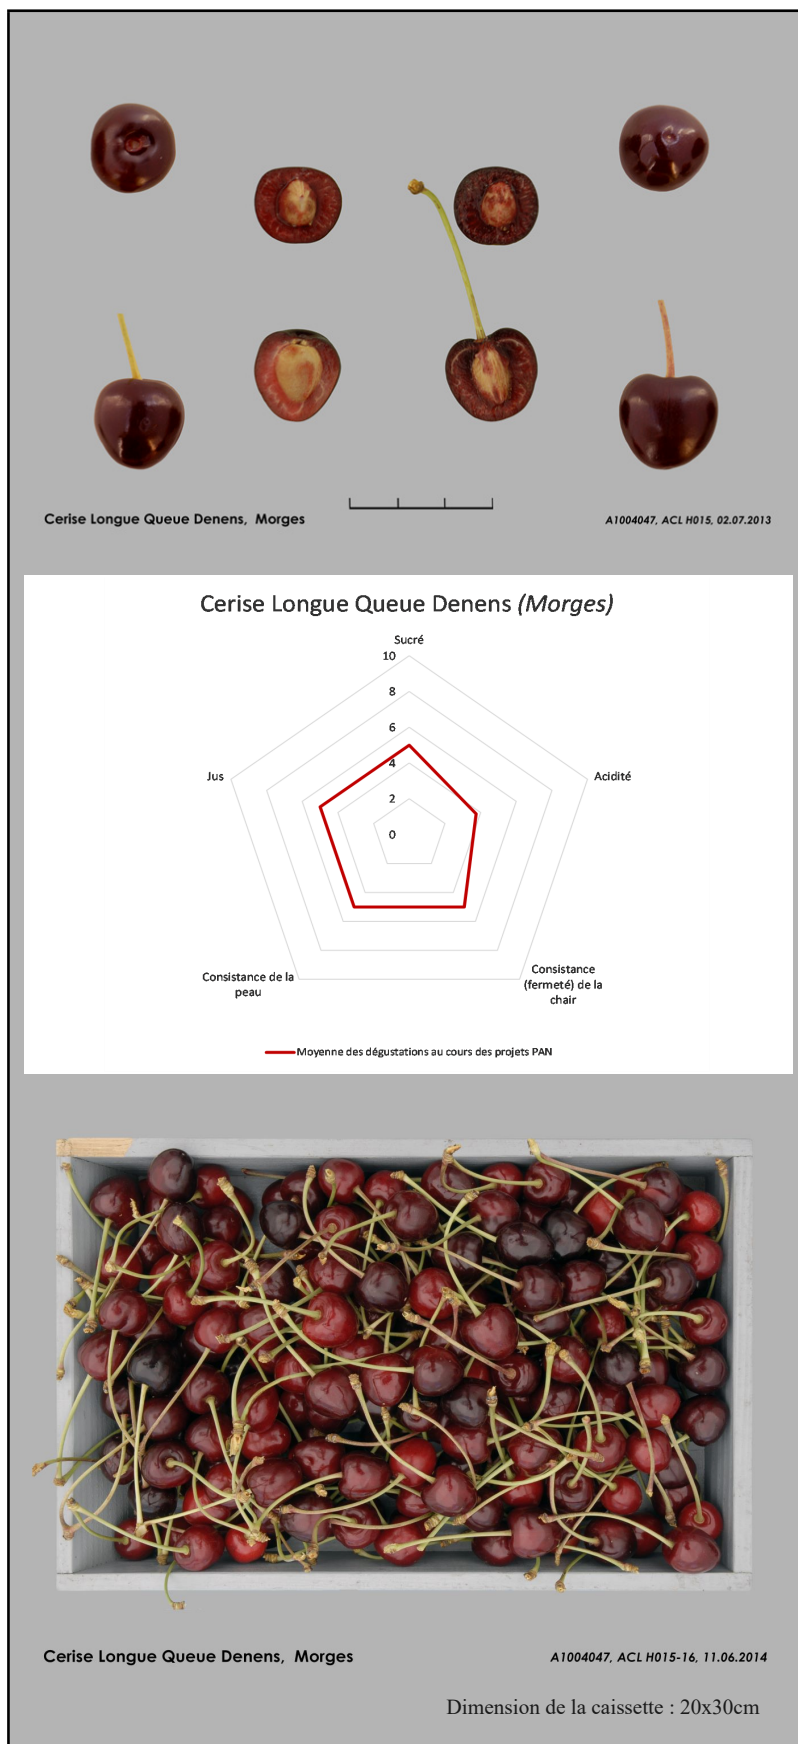 Cerise Longue Queue Denens, Morges
A1004047, ACL H015, 02.07.2013
Cerise Longue Queue Denens (Morges)
Sucré
10
8
6
4
2
0
Jus
Acidité
Consistance de la
peau
Consistance
(fermeté) de la
chair
Moyenne des dégustations au cours des projets PAN
Cerise Longue Queue Denens, Morges
A1004047, ACL H015-16, 11.06.2014
Dimension de la caissette : 20x30cm